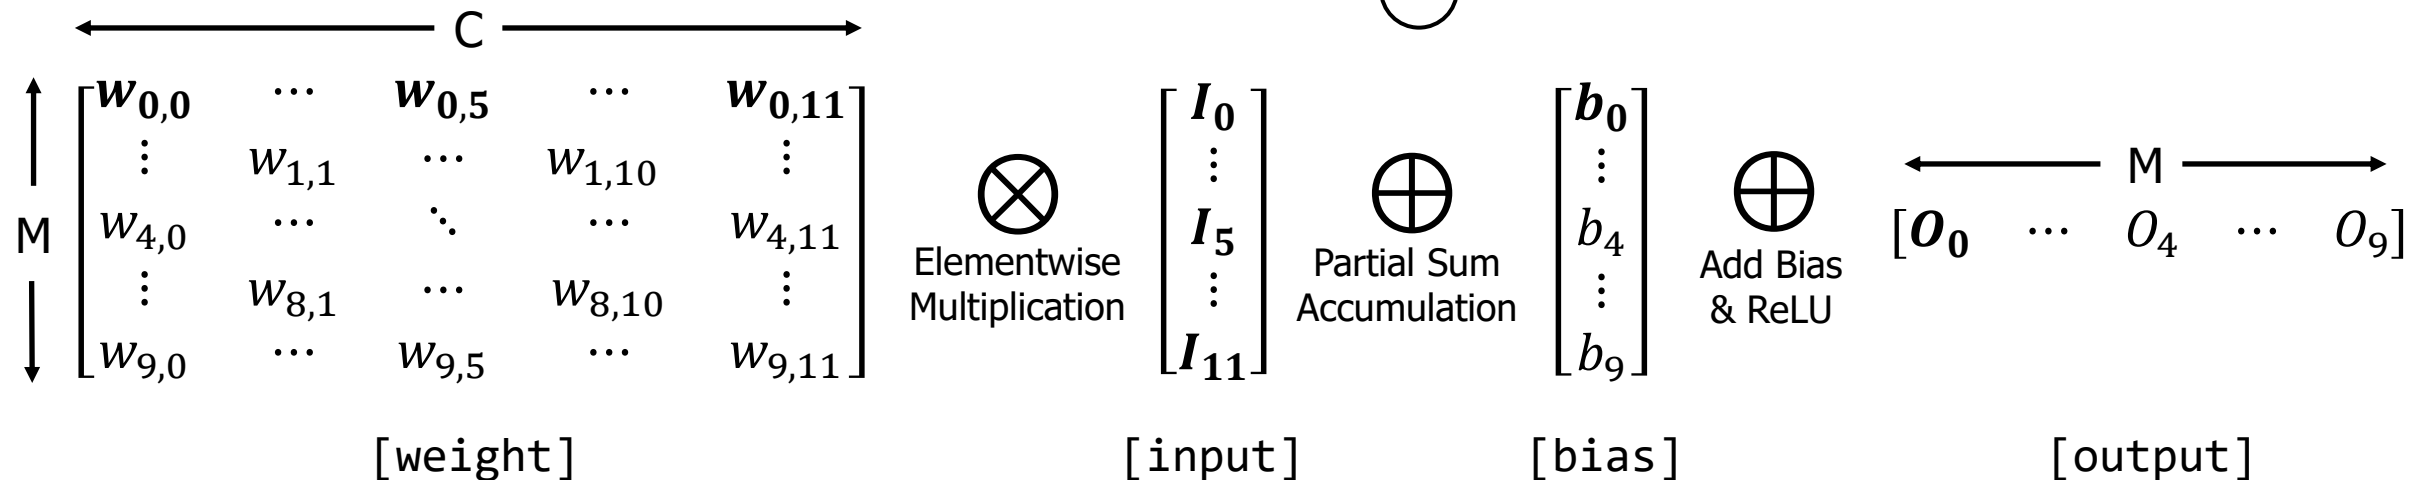 C
M
w0,0 ⋯ w0,5 ⋯ w0,11
⋮ w1,1 ⋯ w1,10 ⋮
w4,0 ⋯ ⋱ ⋯ w4,11
⋮ w8,1 ⋯ w8,10 ⋮
w9,0 ⋯ w9,5 ⋯ w9,11
[weight]
Elementwise
Multiplication
I0
⋮
I5
⋮
I11
[input]
Partial Sum
Accumulation
b0
⋮
b4
⋮
b9
[bias]
Add Bias
& ReLU
M
[O0 ⋯ O4 ⋯ O9]
[output]